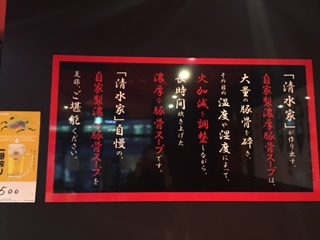 「清水家」が作り出す、
自家製濃厚豚骨スープは、
大量の豚骨を砕き、
その日の温度や湿度によって、
火加減を調整しながら、
長時間焼き上げた
濃厚な豚骨スープです。
「清水家」自慢の、
自家製濃厚豚骨スープを
是非、ご堪能ください。
500